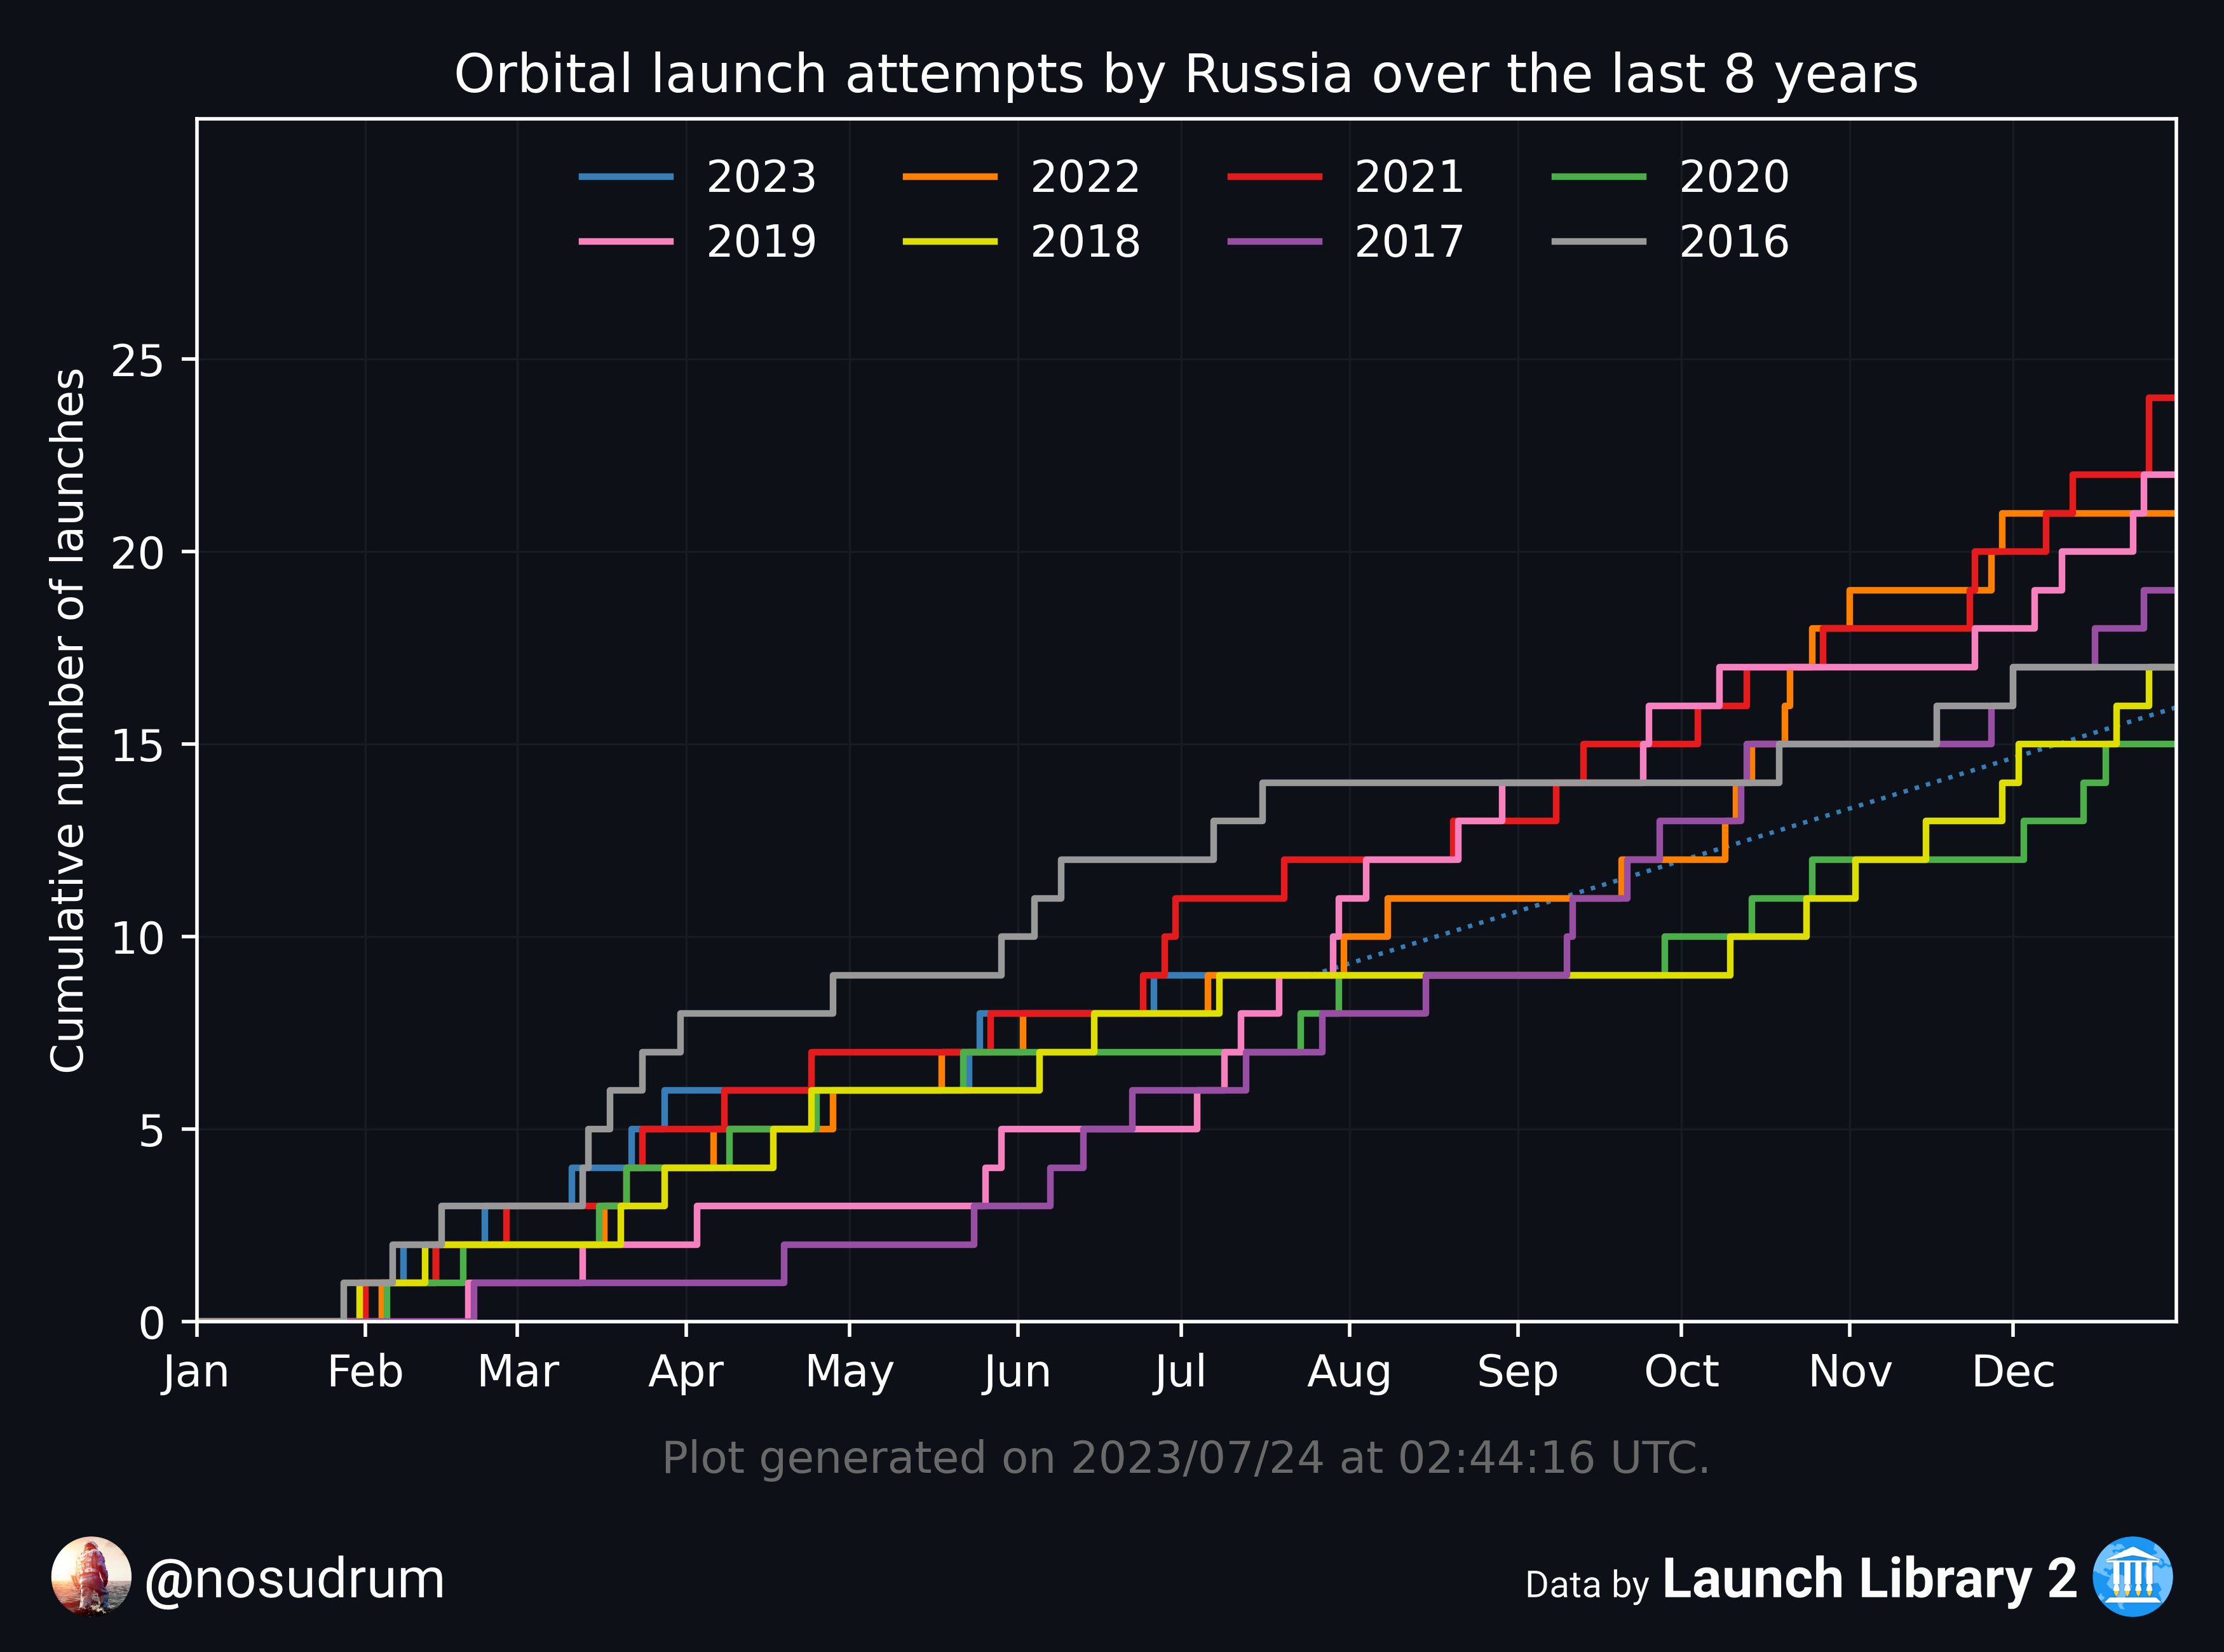 Orbital launch attempts by Russia over the last 8 years
2023 2022 2021 2020
2019 2018 2017 2016
Cumulative number of launches
25
20
15
10
5
0
Jan Feb Mar Apr May Jun Jul Aug Sep Oct Nov Dec
Plot generated on 2023/07/24 at 02:44:16 UTC.
@nosudrum
Data by Launch Library 2